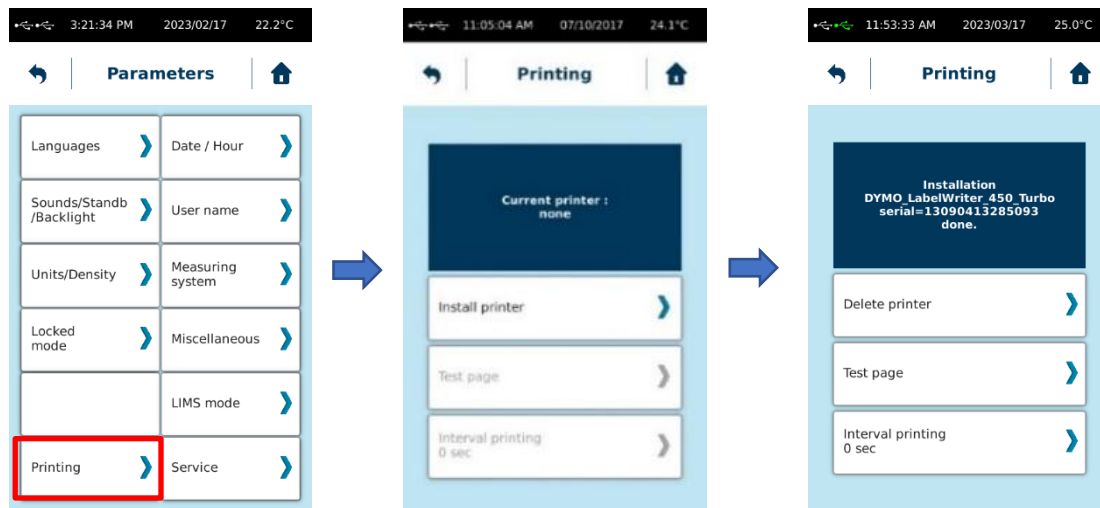 3:21:34 PM 2023/02/17 22.2°C
Parameters
Languages
Date / Hour
Sounds/Standb
/Backlight
User name
Units/Density
Measuring
system
Locked
mode
Miscellaneous
LIMS mode
Printing
Service
11:05:04 AM 07/10/2017 24.1°C
Printing
Current printer :
none
Install printer
Test page
Interval printing
0 sec
11:53:33 AM 2023/03/17 25.0°C
Printing
Installation
DYMO_LabelWriter_450_Turbo
serial=13090413285093
done.
Delete printer
Test page
Interval printing
0 sec